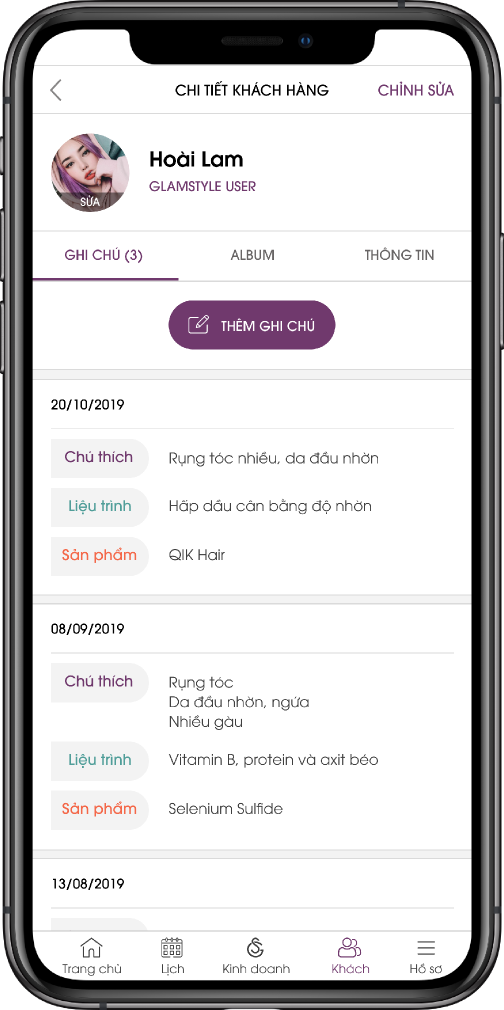 CHI TIẾT KHÁCH HÀNG
CHỈNH SỬA
SỬA
Hoài Lam
GLAMSTYLE USER
GHI CHÚ (3)
ALBUM
THÔNG TIN
THÊM GHI CHÚ
20/10/2019
Chú thích
Rụng tóc nhiều, da đầu nhờn
Liệu trình
Hấp dầu cân bằng độ nhờn
Sản phẩm
QIK Hair
08/09/2019
Chú thích
Rụng tóc
Da đầu nhờn, ngứa
Nhiều gàu
Liệu trình
Vitamin B, protein và axit béo
Sản phẩm
Selenium Sulfide
13/08/2019
Trang chủ
Lịch
Kinh doanh
Khách
Hồ sơ